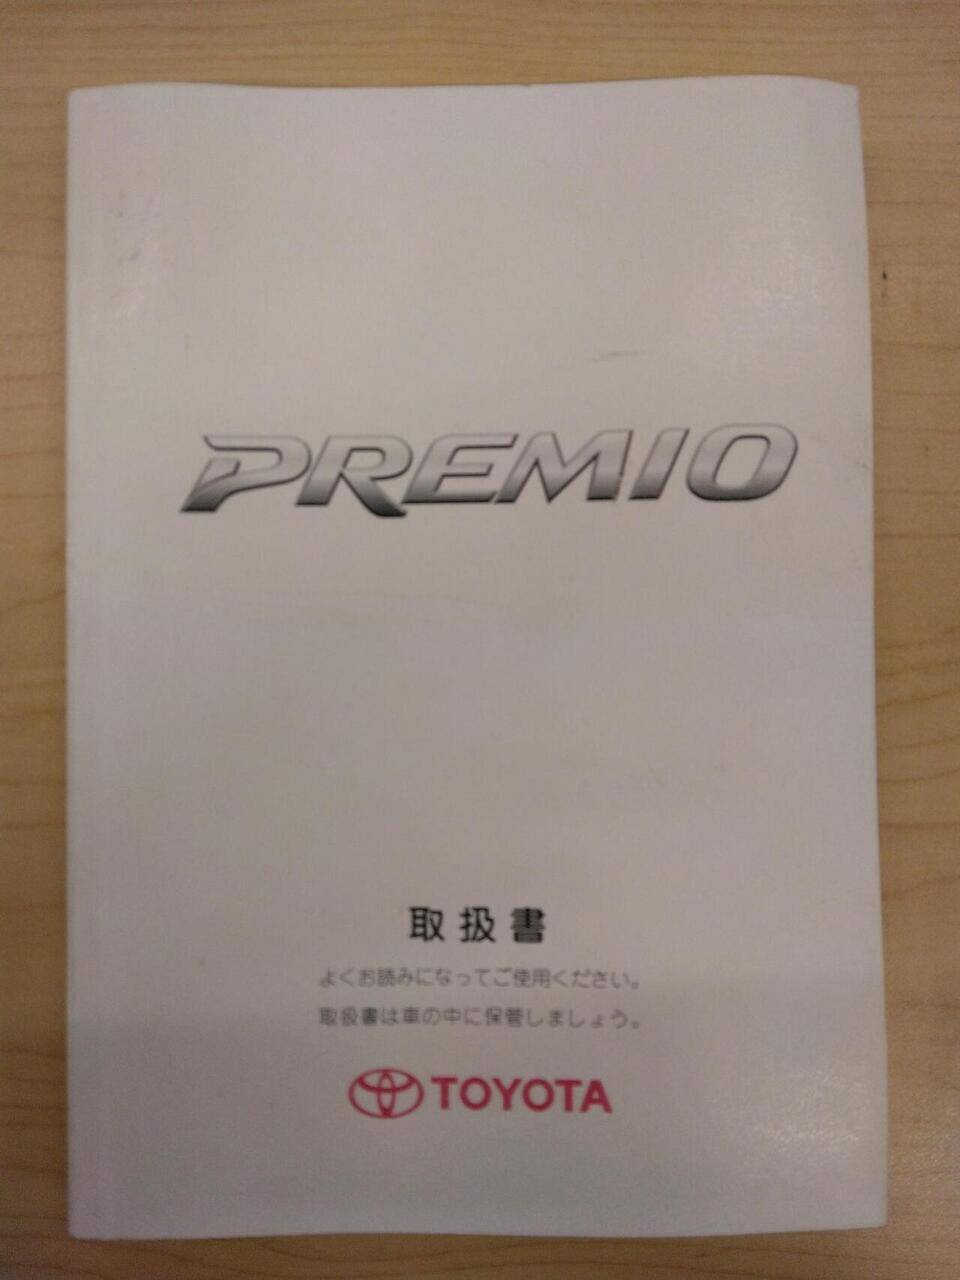 PREMIO
取扱書
よくお読みになってご使用ください。
取扱書は車の中に保管しましょう。
TOYOTA